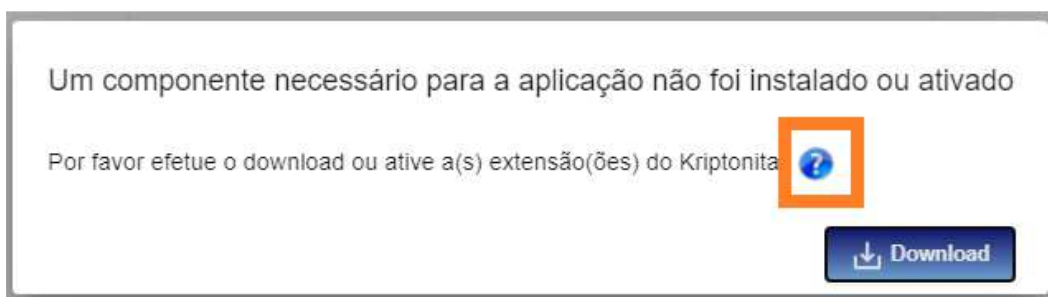 Um componente necessário para a aplicação não foi instalado ou ativado
Por favor efetue o download ou ative a(s) extensão(ões) do Kriptonita
Download